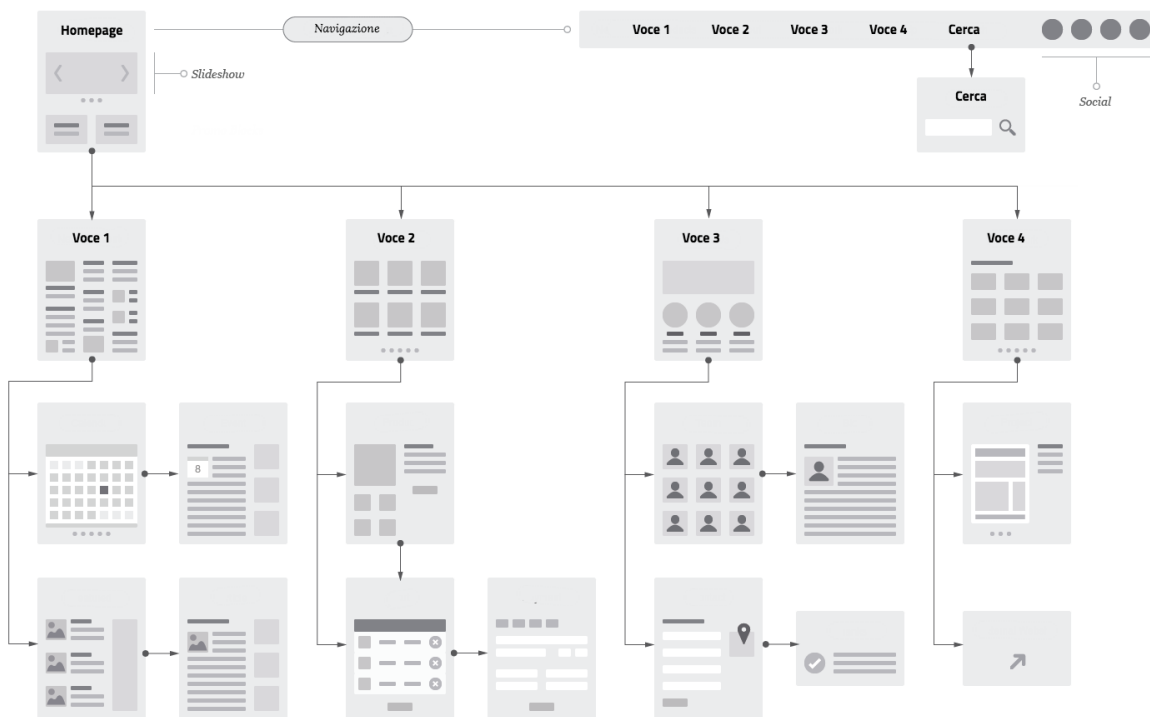 Homepage
Navigazione
Voce 1
Voce 2
Voce 3
Voce 4
Cerca
Slideshow
Cerca
Social
Voce 1
Voce 2
Voce 3
Voce 4
8